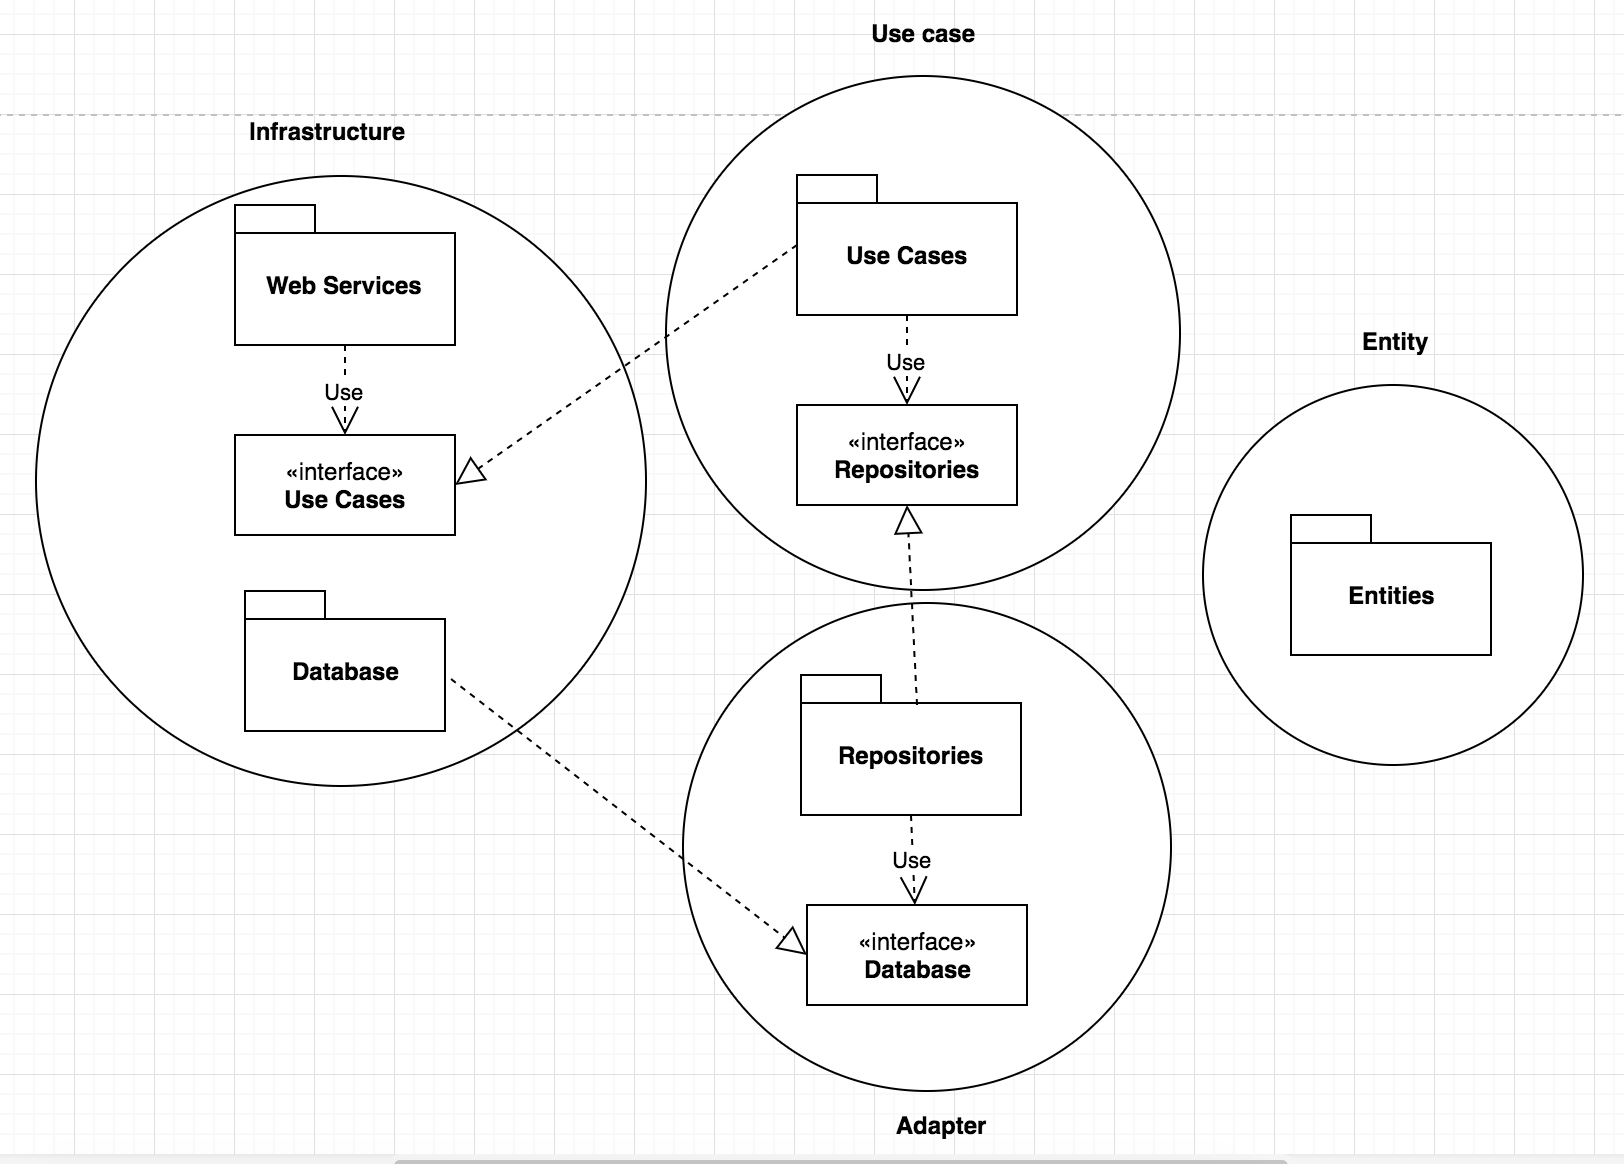 Use case
Infrastructure
Web Services
Use
«interface»
Use Cases
Database
Use Cases
Use
«interface»
Repositories
Repositories
Use
«interface»
Database
Adapter
Entity
Entities